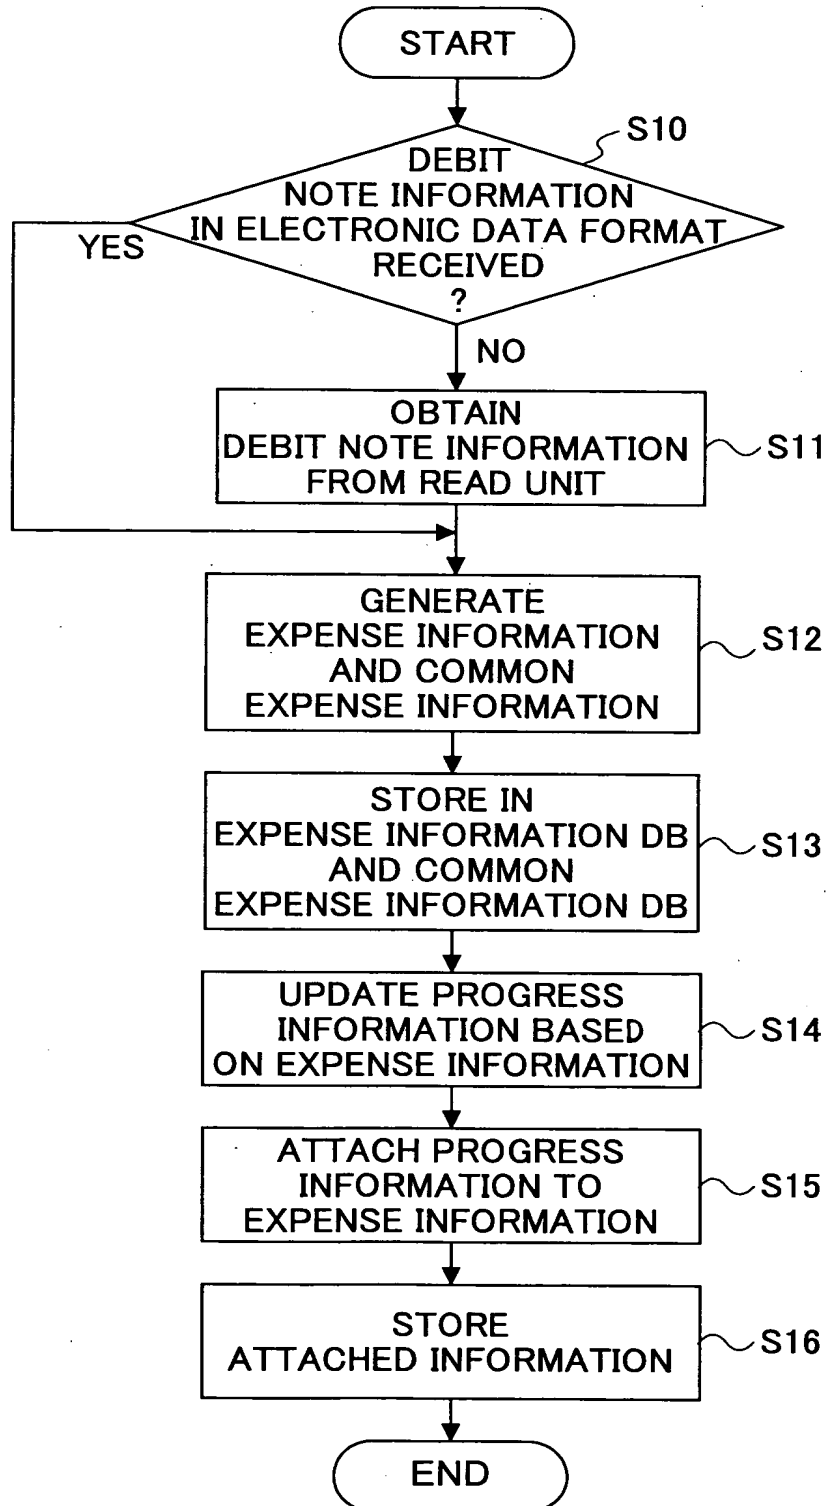 START
S10
DEBIT
NOTE INFORMATION
IN ELECTRONIC DATA FORMAT
RECEIVED
?
YES
NO
OBTAIN
DEBIT NOTE INFORMATION
FROM READ UNIT
S11
GENERATE
EXPENSE INFORMATION
AND COMMON
EXPENSE INFORMATION
S12
STORE IN
EXPENSE INFORMATION DB
AND COMMON
EXPENSE INFORMATION DB
S13
UPDATE PROGRESS
INFORMATION BASED
ON EXPENSE INFORMATION
S14
ATTACH PROGRESS
INFORMATION TO
EXPENSE INFORMATION
S15
STORE
ATTACHED INFORMATION
S16
END